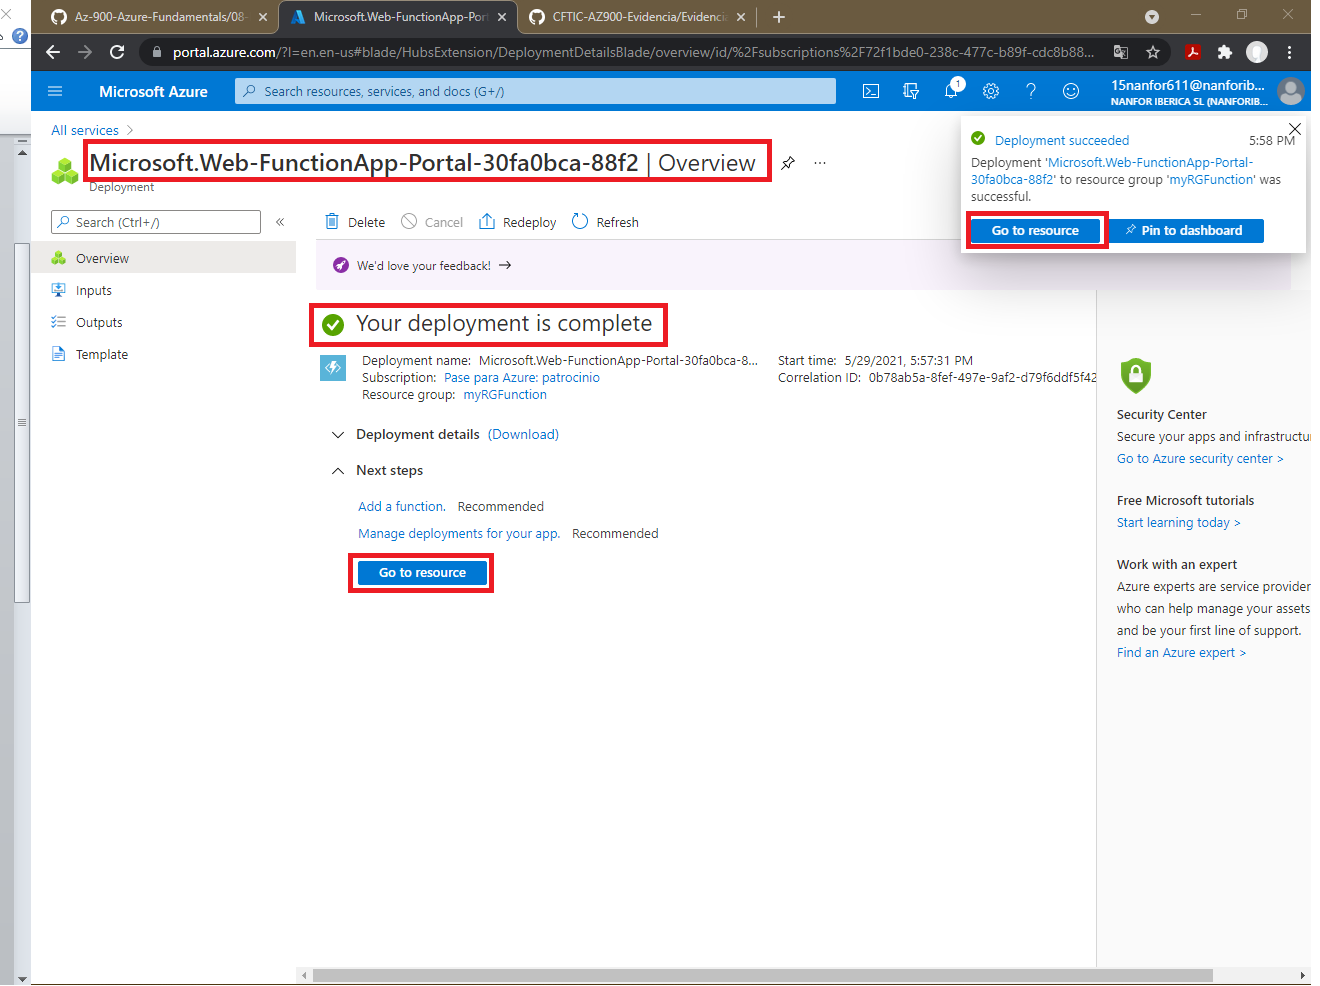 Az-900-Azure-Fundamentals/08-
Microsoft.Web-FunctionApp-Port
CFTIC-AZ900-Evidencia/Evidencia
portal.azure.com/?l=en.en-us#blade/HubsExtension/DeploymentDetailsBlade/overview/id/%2Fsubscriptions%2F72f1bde0-238c-477c-b89f-cdc8b88...
Microsoft Azure
Search resources, services, and docs (G+/)
1
15nanfor611@nanforib...
NANFOR IBERICA SL (NANFORIB...
All services >
Microsoft.Web-FunctionApp-Portal-30fa0bca-88f2 | Overview
Deployment
Deployment succeeded
5:58 PM
Deployment 'Microsoft.Web-FunctionApp-Portal-
30fa0bca-88f2' to resource group 'myRGFunction' was
successful.
Go to resource
Pin to dashboard
Search (Ctrl+/)
Overview
Inputs
Outputs
Template
Delete
Cancel
Redeploy
Refresh
We'd love your feedback! →
Your deployment is complete
Deployment name: Microsoft.Web-FunctionApp-Portal-30fa0bca-8...
Subscription: Pase para Azure: patrocinio
Resource group: myRGFunction
Start time: 5/29/2021, 5:57:31 PM
Correlation ID: 0b78ab5a-8fef-497e-9af2-d79f6ddf5f42
Deployment details (Download)
Next steps
Add a function. Recommended
Manage deployments for your app. Recommended
Go to resource
Security Center
Secure your apps and infrastructu
Go to Azure security center >
Free Microsoft tutorials
Start learning today >
Work with an expert
Azure experts are service provider
who can help manage your assets
and be your first line of support.
Find an Azure expert >